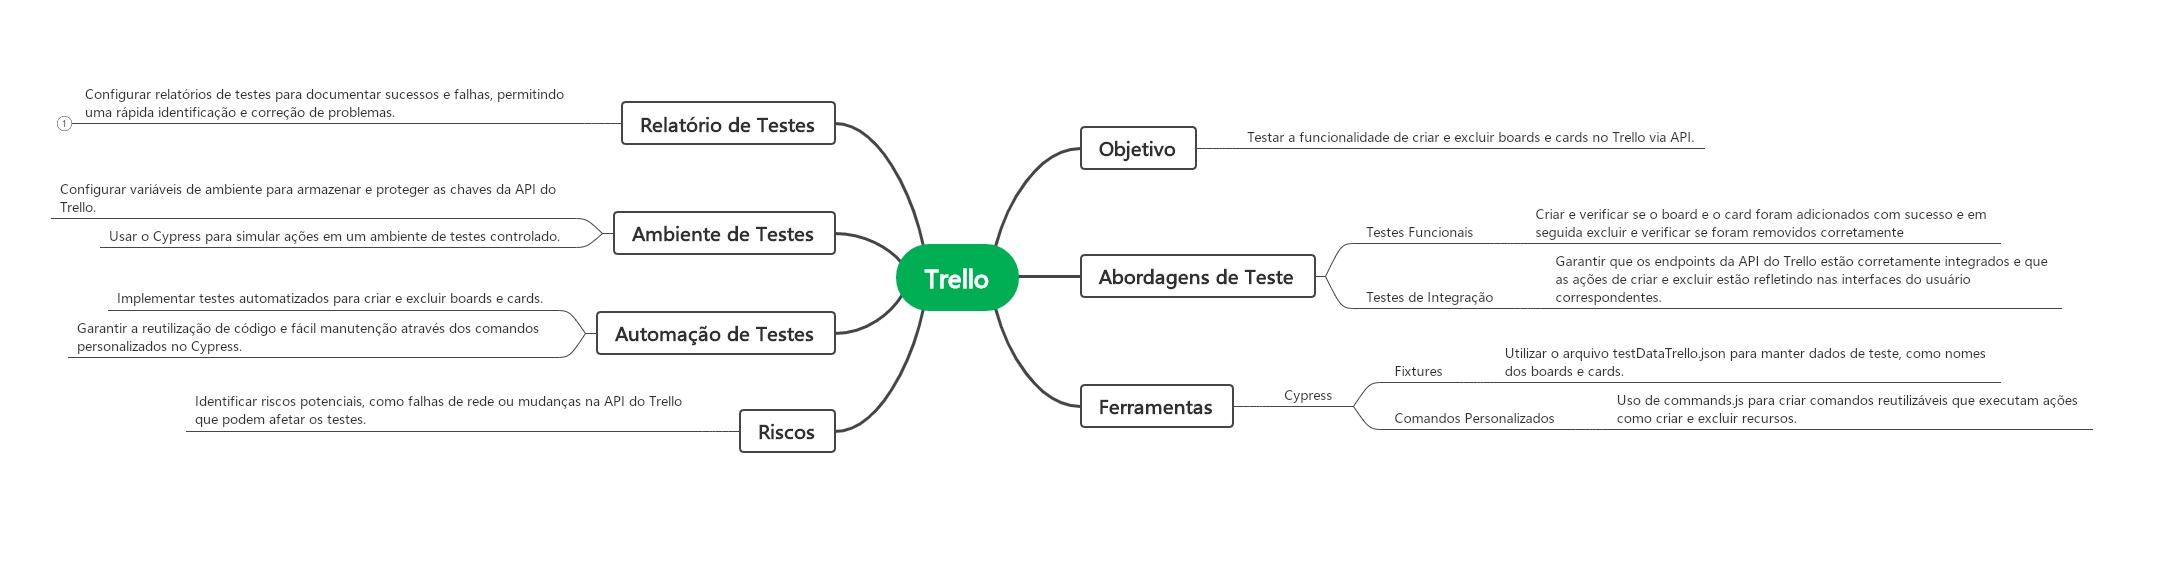 Trello
Objetivo
Testar a funcionalidade de criar e excluir boards e cards no Trello via API.
Abordagens de Teste
Testes Funcionais
Criar e verificar se o board e o card foram adicionados com sucesso e em
seguida excluir e verificar se foram removidos corretamente
Testes de Integração
Garantir que os endpoints da API do Trello estão corretamente integrados e que
as ações de criar e excluir estão refletindo nas interfaces do usuário
correspondentes.
Ferramentas
Cypress
Fixtures
Utilizar o arquivo testDataTrello.json para manter dados de teste, como nomes
dos boards e cards.
Comandos Personalizados
Uso de commands.js para criar comandos reutilizáveis que executam ações
como criar e excluir recursos.
Relatório de Testes
Configurar relatórios de testes para documentar sucessos e falhas, permitindo
uma rápida identificação e correção de problemas.
1
Ambiente de Testes
Configurar variáveis de ambiente para armazenar e proteger as chaves da API do
Trello.
Usar o Cypress para simular ações em um ambiente de testes controlado.
Automação de Testes
Implementar testes automatizados para criar e excluir boards e cards.
Garantir a reutilização de código e fácil manutenção através dos comandos
personalizados no Cypress.
Riscos
Identificar riscos potenciais, como falhas de rede ou mudanças na API do Trello
que podem afetar os testes.